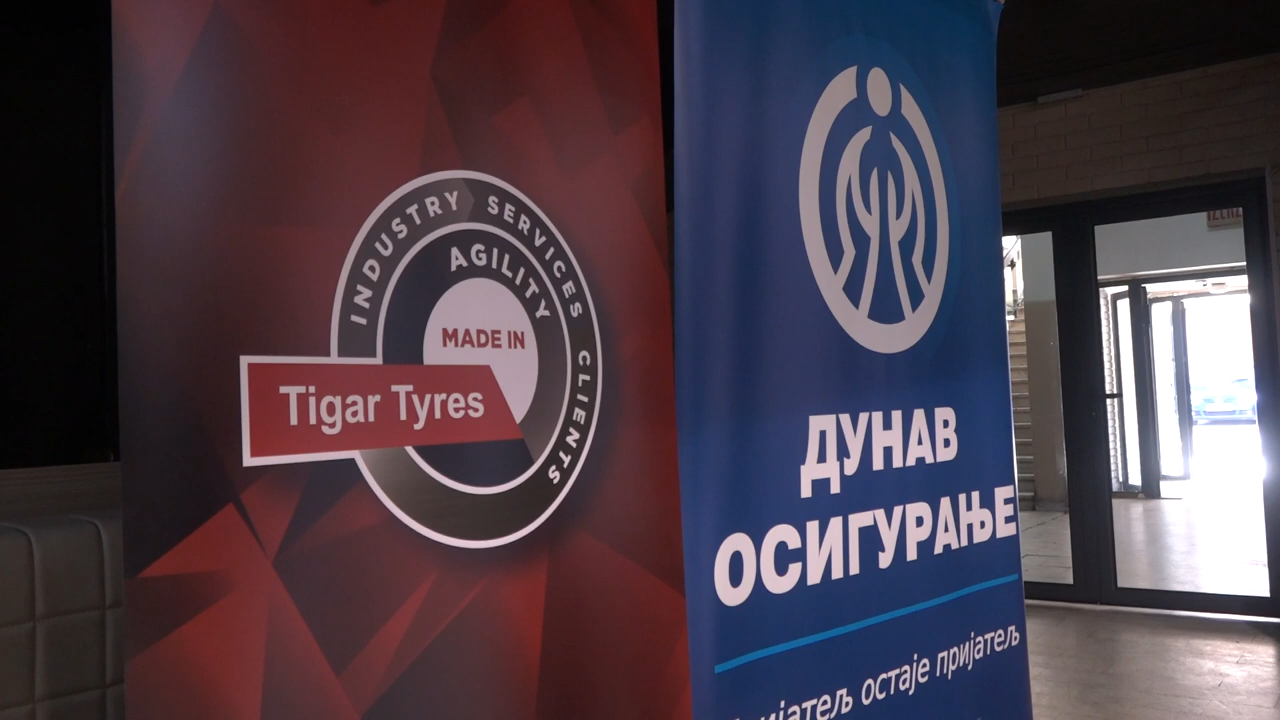 INDUSTRY SERVICES CLIENTS
AGILITY
MADE IN
Tigar Tyres
ДУНАВ
ОСИГУРАЊЕ
остаје пријатељ